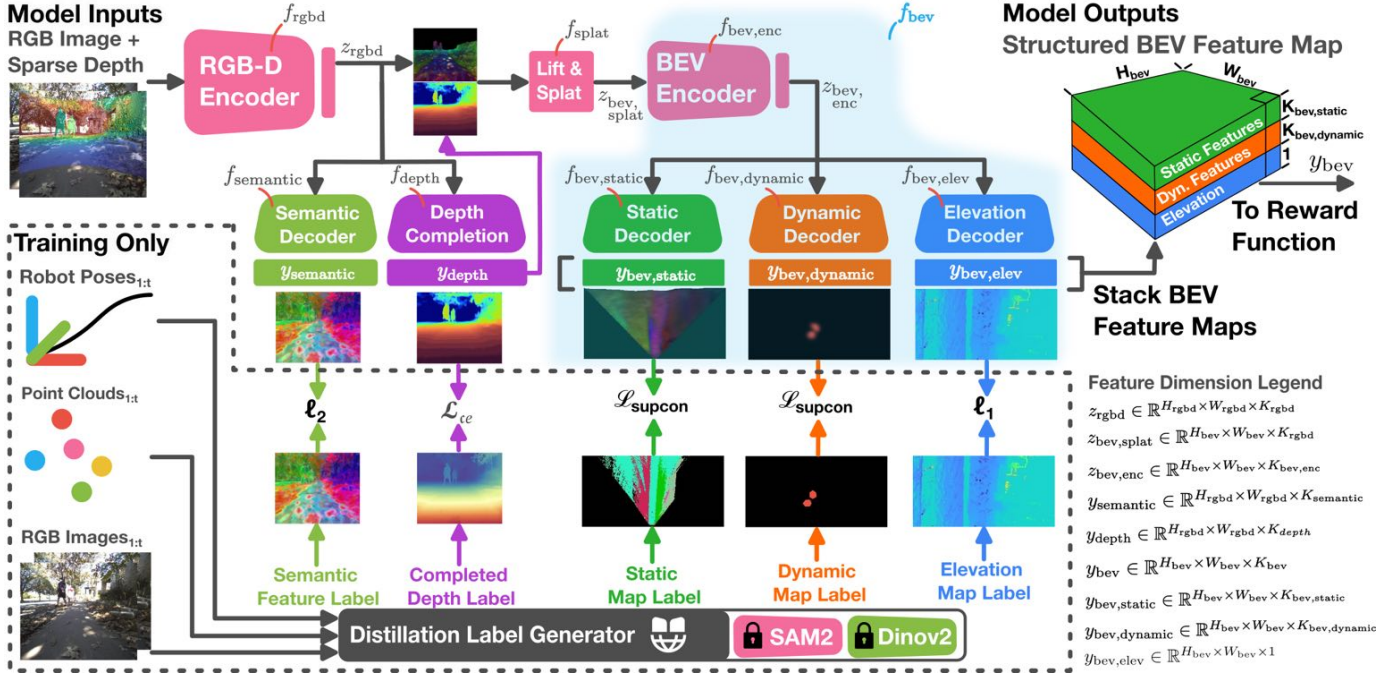 Model Inputs
RGB Image +
Sparse Depth
f_rgbd
RGB-D
Encoder
z_rgbd
f_splat
Lift &
Splat
z_bev,
splat
f_bev,enc
BEV
Encoder
z_bev,
enc
f_bev
Model Outputs
Structured BEV Feature Map
H_bev
W_bev
K_bev,static
K_bev,dynamic
1
Static Features
Dyn. Features
Elevation
y_bev
To Reward
Function
f_semantic
Semantic
Decoder
y_semantic
f_depth
Depth
Completion
y_depth
f_bev,static
Static
Decoder
y_bev,static
f_bev,dynamic
Dynamic
Decoder
y_bev,dynamic
f_bev,elev
Elevation
Decoder
y_bev,elev
Stack BEV
Feature Maps
Training Only
Robot Poses_1:t
Point Clouds_1:t
RGB Images_1:t
ℓ_2
ℒ_ce
ℒ_supcon
ℒ_supcon
ℓ_1
Semantic
Feature Label
Completed
Depth Label
Static
Map Label
Dynamic
Map Label
Elevation
Map Label
Distillation Label Generator
SAM2
Dinov2
Feature Dimension Legend
z_rgbd ∈ ℝ^{H_rgbd×W_rgbd×K_rgbd}
z_bev,splat ∈ ℝ^{H_bev×W_bev×K_rgbd}
z_bev,enc ∈ ℝ^{H_bev×W_bev×K_bev,enc}
y_semantic ∈ ℝ^{H_rgbd×W_rgbd×K_semantic}
y_depth ∈ ℝ^{H_rgbd×W_rgbd×K_depth}
y_bev ∈ ℝ^{H_bev×W_bev×K_bev}
y_bev,static ∈ ℝ^{H_bev×W_bev×K_bev,static}
y_bev,dynamic ∈ ℝ^{H_bev×W_bev×K_bev,dynamic}
y_bev,elev ∈ ℝ^{H_bev×W_bev×1}